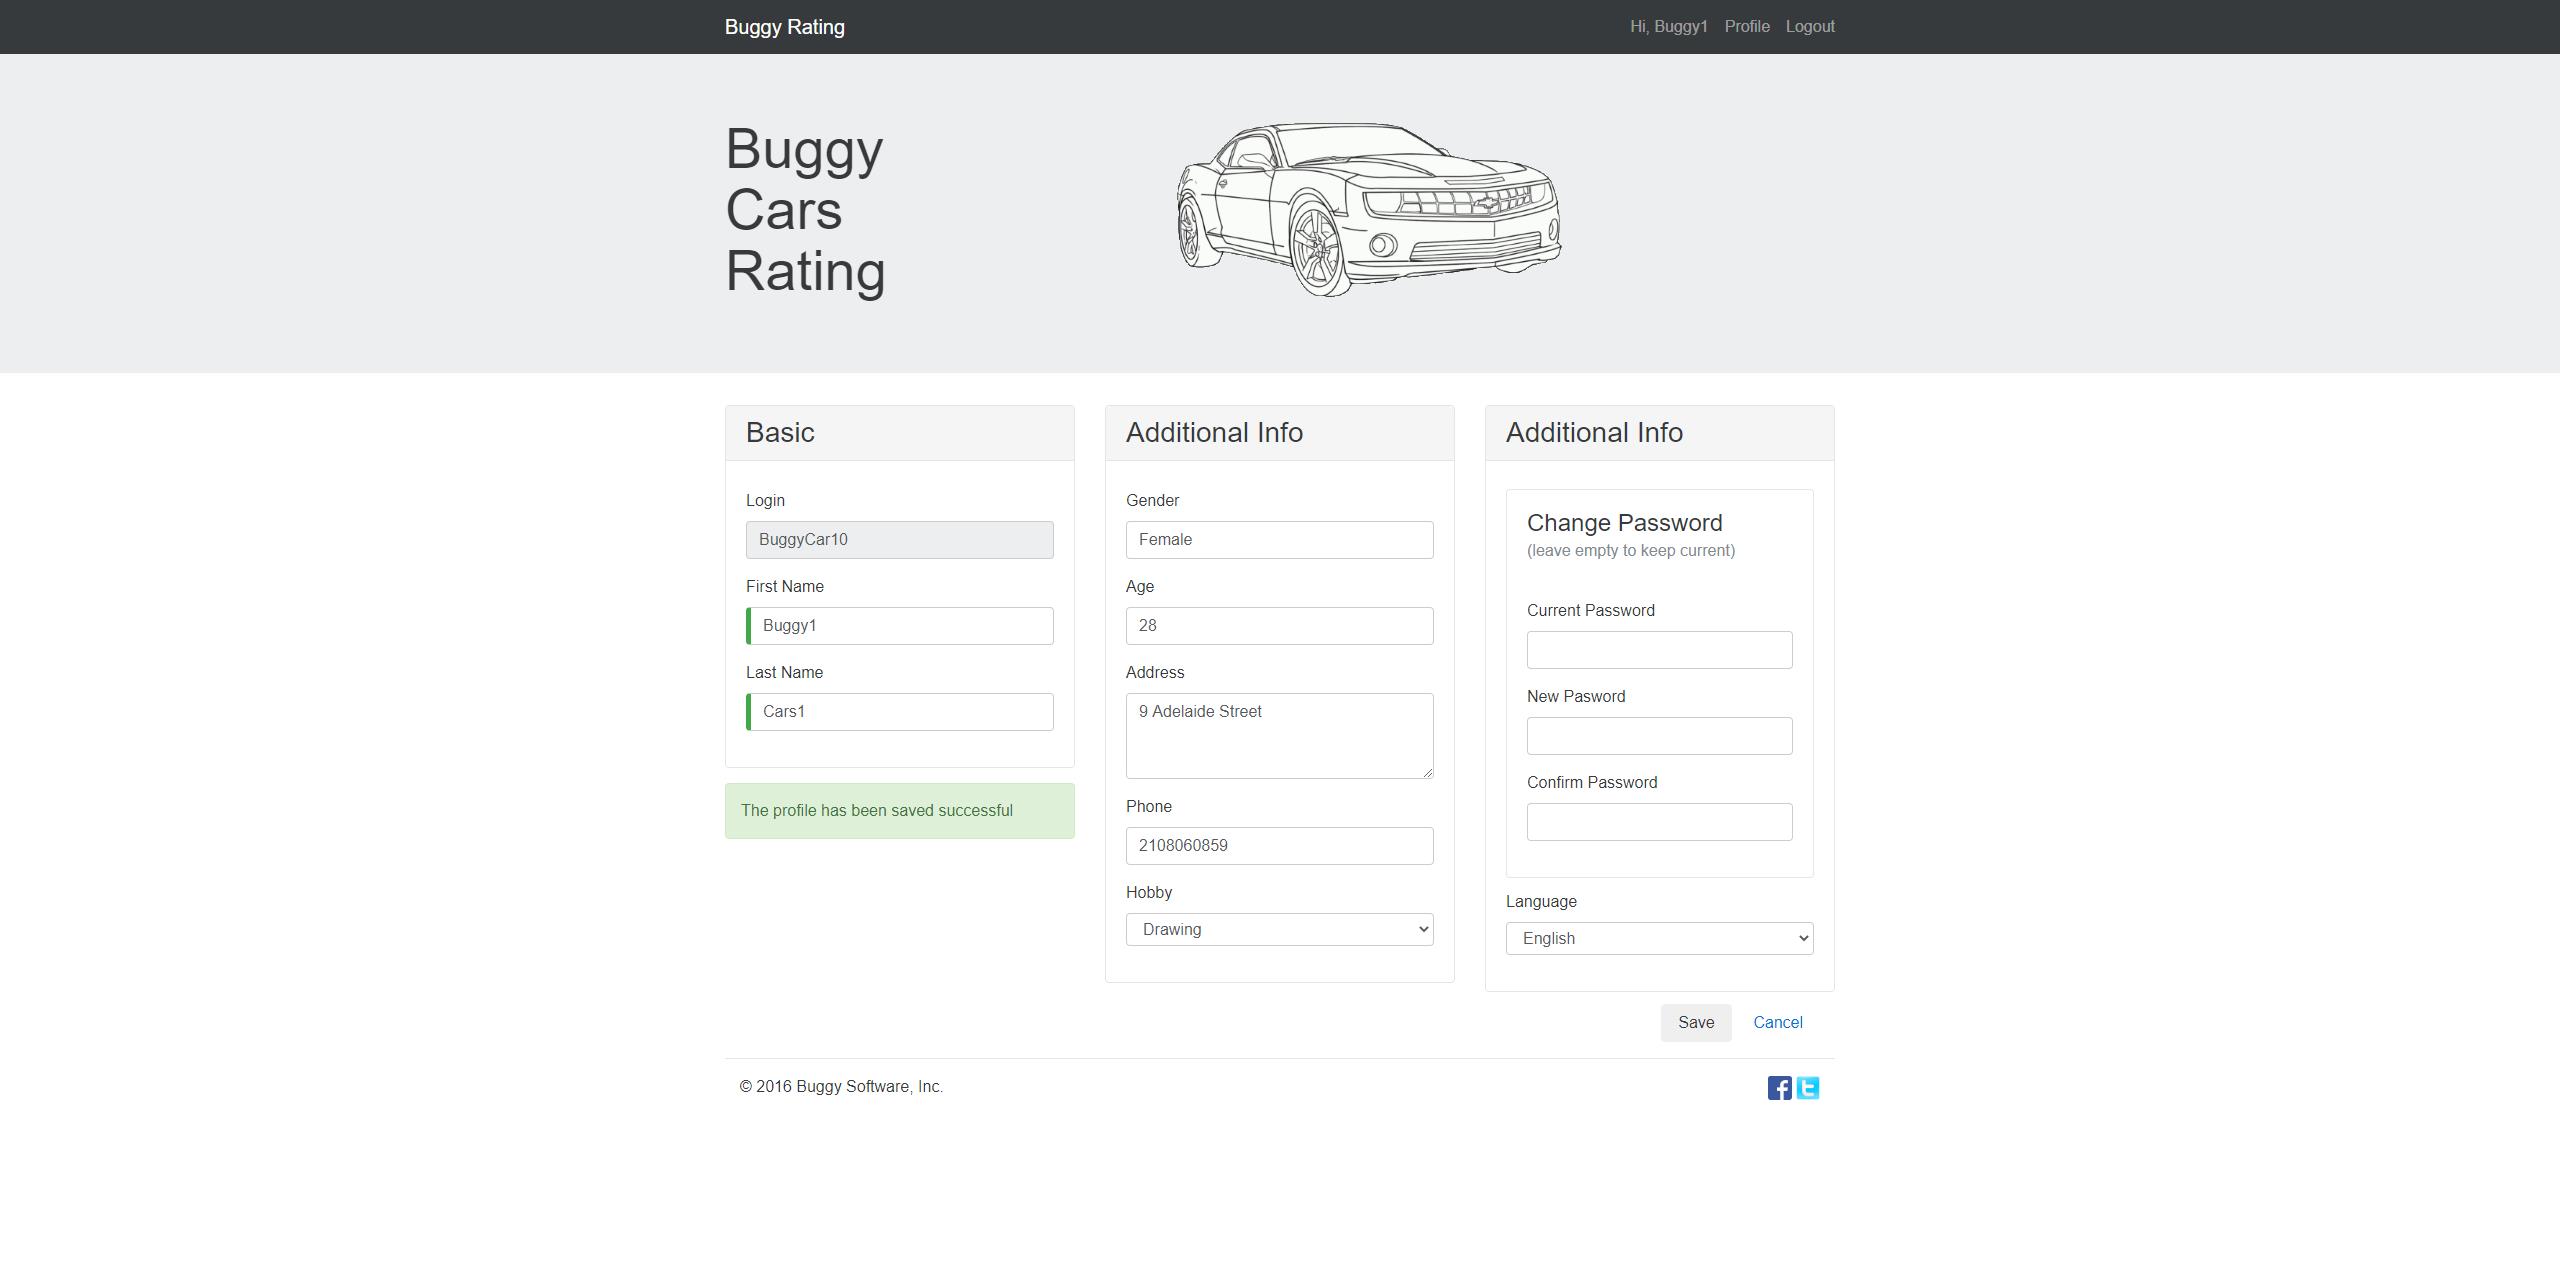 Buggy Rating
Hi, Buggy1 Profile Logout
Buggy
Cars
Rating
Basic
Login
BuggyCar10
First Name
Buggy1
Last Name
Cars1
The profile has been saved successful
Additional Info
Gender
Female
Age
28
Address
9 Adelaide Street
Phone
2108060859
Hobby
Drawing
Additional Info
Change Password
(leave empty to keep current)
Current Password
New Pasword
Confirm Password
Language
English
Save Cancel
© 2016 Buggy Software, Inc.